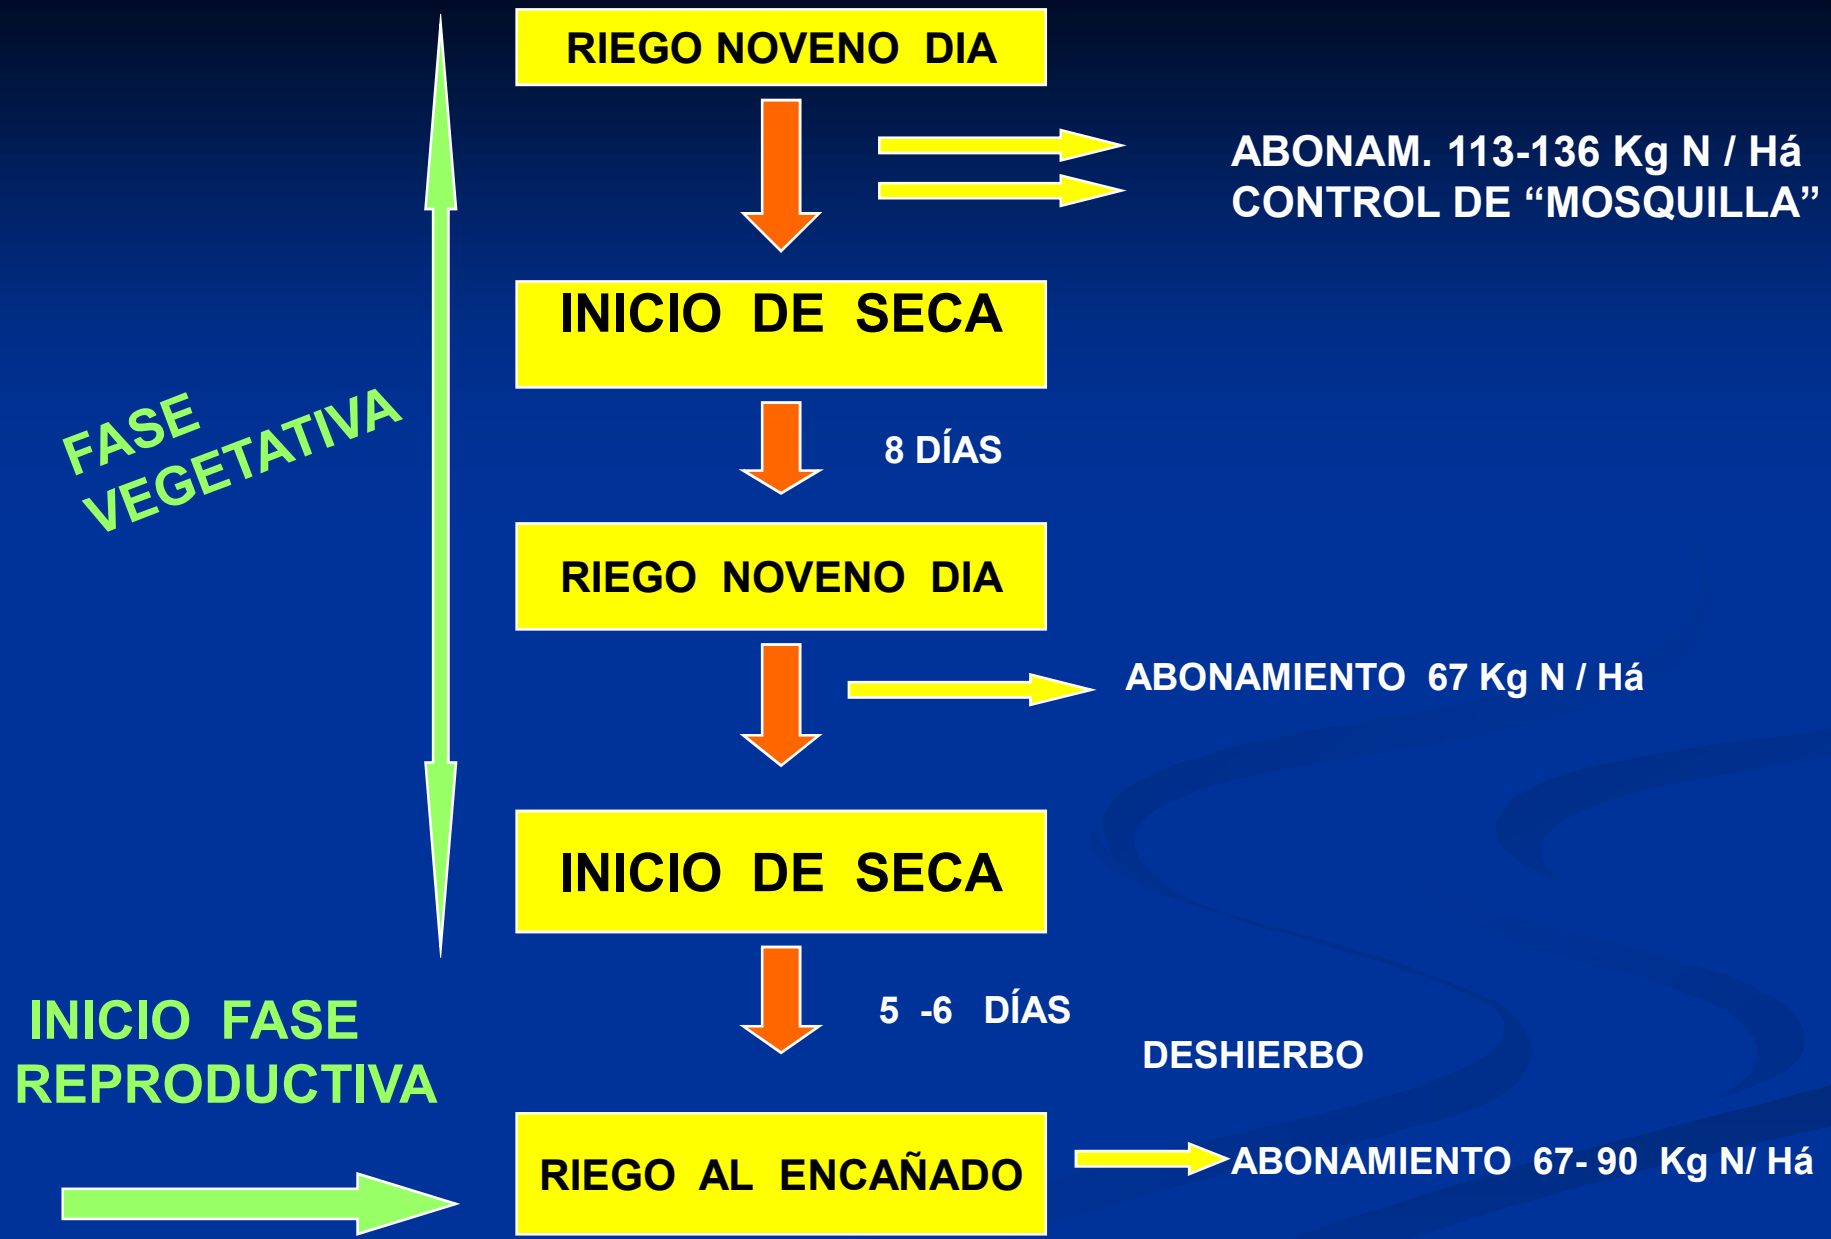 RIEGO NOVENO DIA
ABONAM. 113-136 Kg N / Há
CONTROL DE “MOSQUILLA”
INICIO DE SECA
8 DÍAS
FASE
VEGETATIVA
RIEGO NOVENO DIA
ABONAMIENTO 67 Kg N / Há
INICIO DE SECA
5 -6 DÍAS
INICIO FASE
REPRODUCTIVA
DESHIERBO
RIEGO AL ENCAÑADO
ABONAMIENTO 67- 90 Kg N/ Há